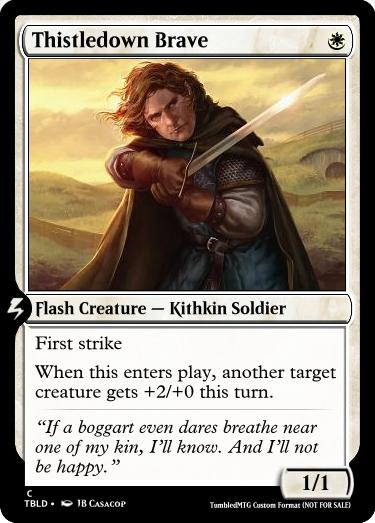 Thistledown Brave
Flash Creature — Kithkin Soldier
First strike
When this enters play, another target
creature gets +2/+0 this turn.
“If a boggart even dares breathe near
one of my kin, I’ll know. And I’ll not
be happy.”
1/1
C
TBLD • JB Casacop
TumbledMTG Custom Format (NOT FOR SALE)